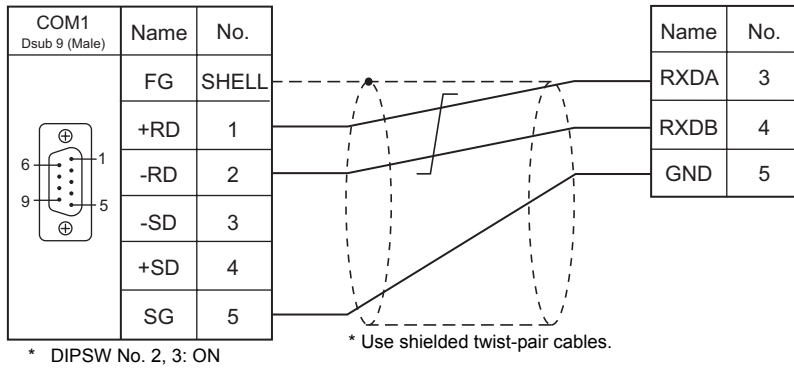 COM1
Dsub 9 (Male)
Name No.
FG SHELL
+RD 1
-RD 2
-SD 3
+SD 4
SG 5
6 1
9 5
* DIPSW No. 2, 3: ON
Name No.
RXDA 3
RXDB 4
GND 5
* Use shielded twist-pair cables.